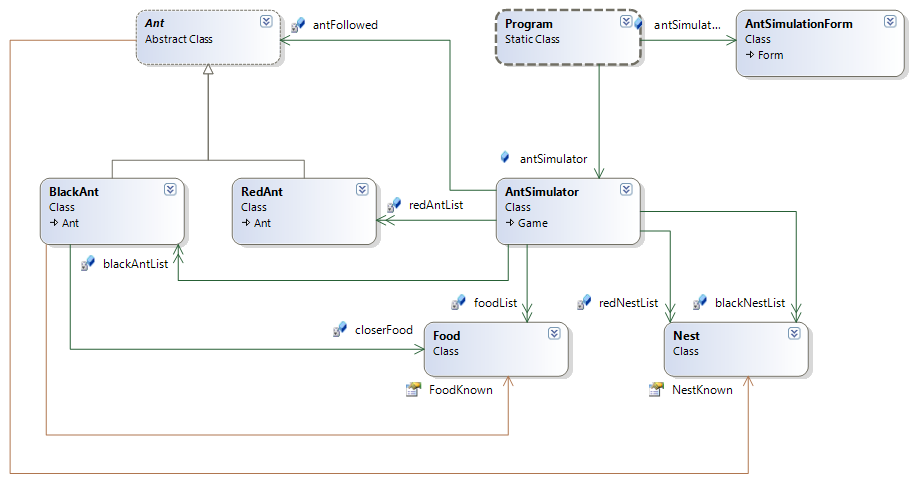 Ant
Abstract Class
antFollowed
Program
Static Class
antSimulat...
AntSimulationForm
Class
Form
antSimulator
BlackAnt
Class
Ant
RedAnt
Class
Ant
redAntList
AntSimulator
Class
Game
blackAntList
foodList
redNestList
blackNestList
closerFood
Food
Class
Nest
Class
FoodKnown
NestKnown